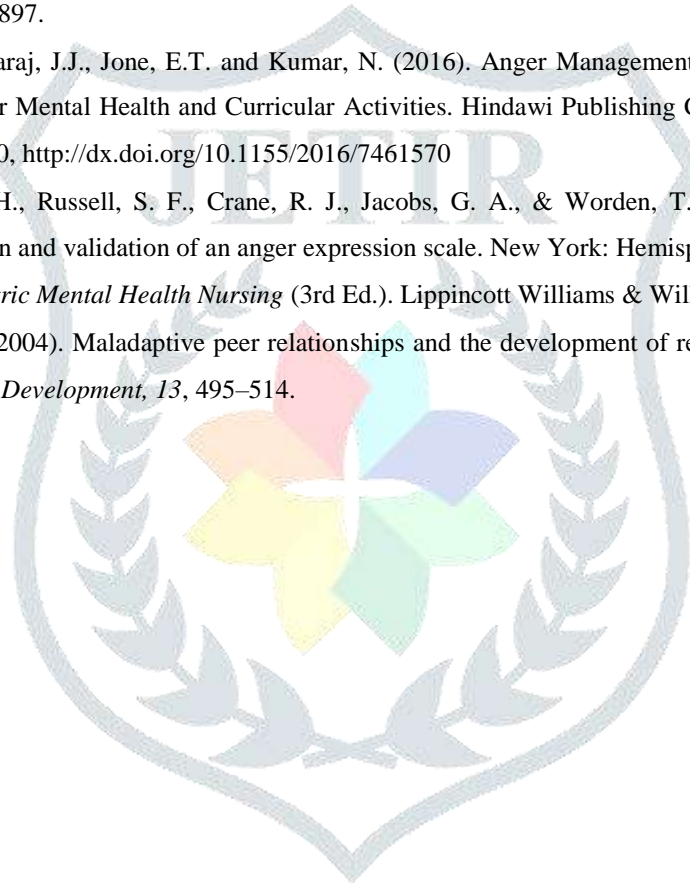 897.
araj, J.J., Jone, E.T. and Kumar, N. (2016). Anger Management
r Mental Health and Curricular Activities. Hindawi Publishing C
0, http://dx.doi.org/10.1155/2016/7461570
H., Russell, S. F., Crane, R. J., Jacobs, G. A., & Worden, T.
n and validation of an anger expression scale. New York: Hemisp
ric Mental Health Nursing (3rd Ed.). Lippincott Williams & Wil
2004). Maladaptive peer relationships and the development of re
Development, 13, 495–514.
JETIR